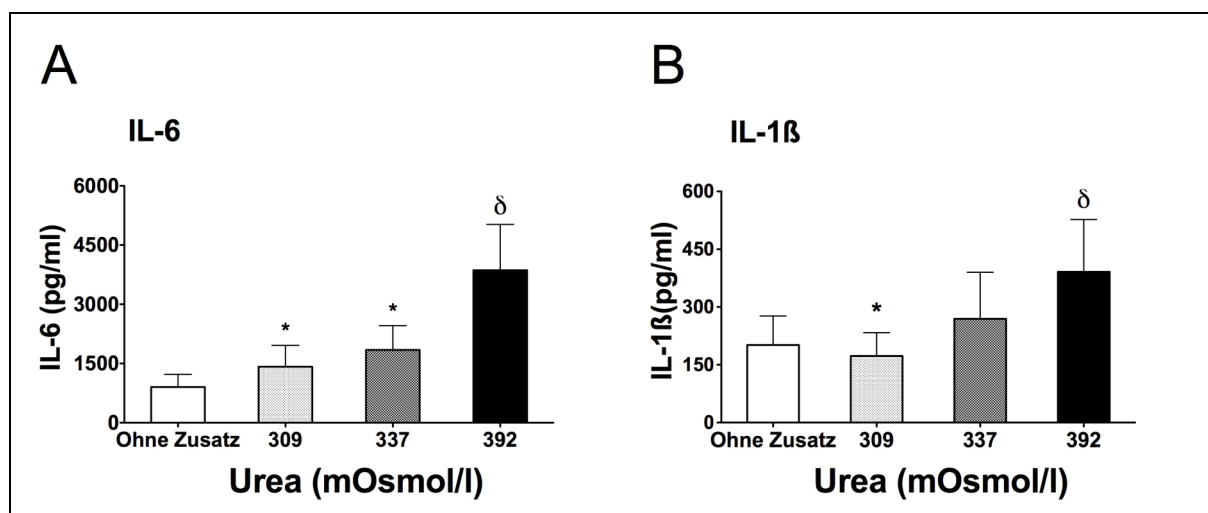 A
IL-6
IL-6 (pg/ml)
6000
4500
3000
1500
0
*
*
δ
Ohne Zusatz 309 337 392
Urea (mOsmol/l)
B
IL-1ß
IL-1ß(pg/ml)
600
450
300
150
0
*
δ
Ohne Zusatz 309 337 392
Urea (mOsmol/l)